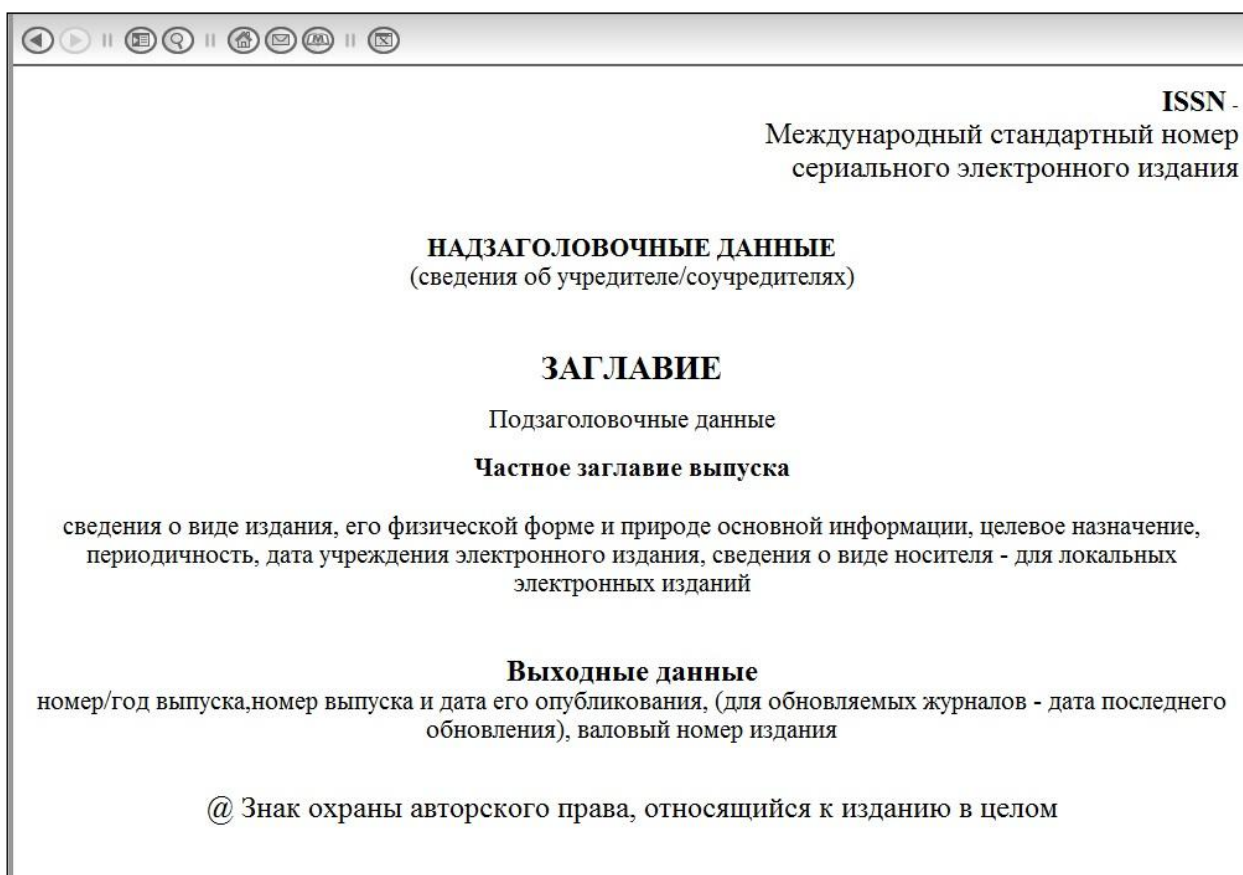 ISSN -
Международный стандартный номер
сериального электронного издания
НАДЗАГОЛОВОЧНЫЕ ДАННЫЕ
(сведения об учредителе/соучредителях)
ЗАГЛАВИЕ
Подзаголовочные данные
Частное заглавие выпуска
сведения о виде издания, его физической форме и природе основной информации, целевое назначение,
периодичность, дата учреждения электронного издания, сведения о виде носителя - для локальных
электронных изданий
Выходные данные
номер/год выпуска,номер выпуска и дата его опубликования, (для обновляемых журналов - дата последнего
обновления), валовый номер издания
@ Знак охраны авторского права, относящийся к изданию в целом